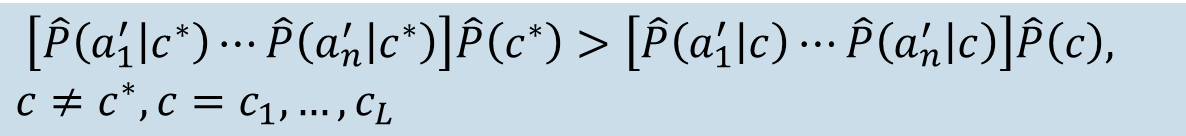 [P̂(a′₁|c*) ⋯ P̂(a′ₙ|c*)]P̂(c*) > [P̂(a′₁|c) ⋯ P̂(a′ₙ|c)]P̂(c),
c ≠ c*, c = c₁, … , c_L